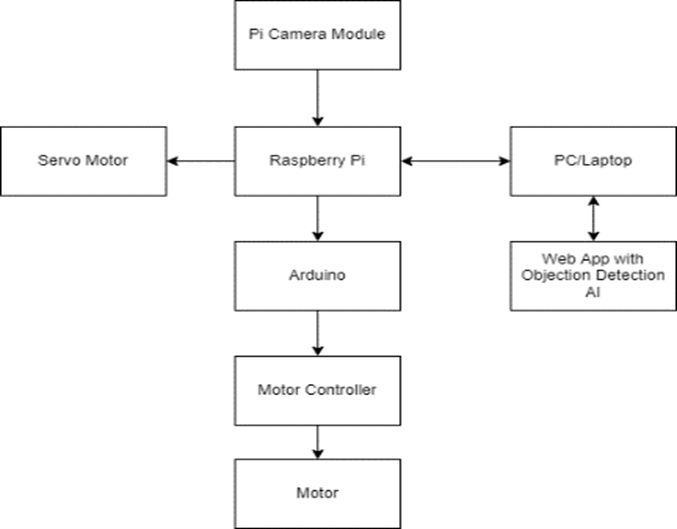 Pi Camera Module
Servo Motor
Raspberry Pi
PC/Laptop
Arduino
Web App with
Objection Detection
AI
Motor Controller
Motor